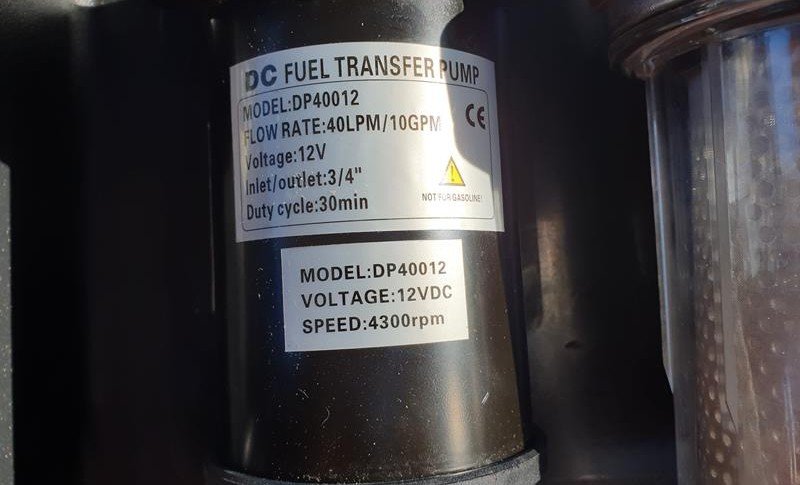 DC FUEL TRANSFER PUMP
MODEL:DP40012
FLOW RATE:40LPM/10GPM
CE
Voltage:12V
Inlet/outlet:3/4"
Duty cycle:30min
NOT FOR GASOLINE!
MODEL:DP40012
VOLTAGE:12VDC
SPEED:4300rpm